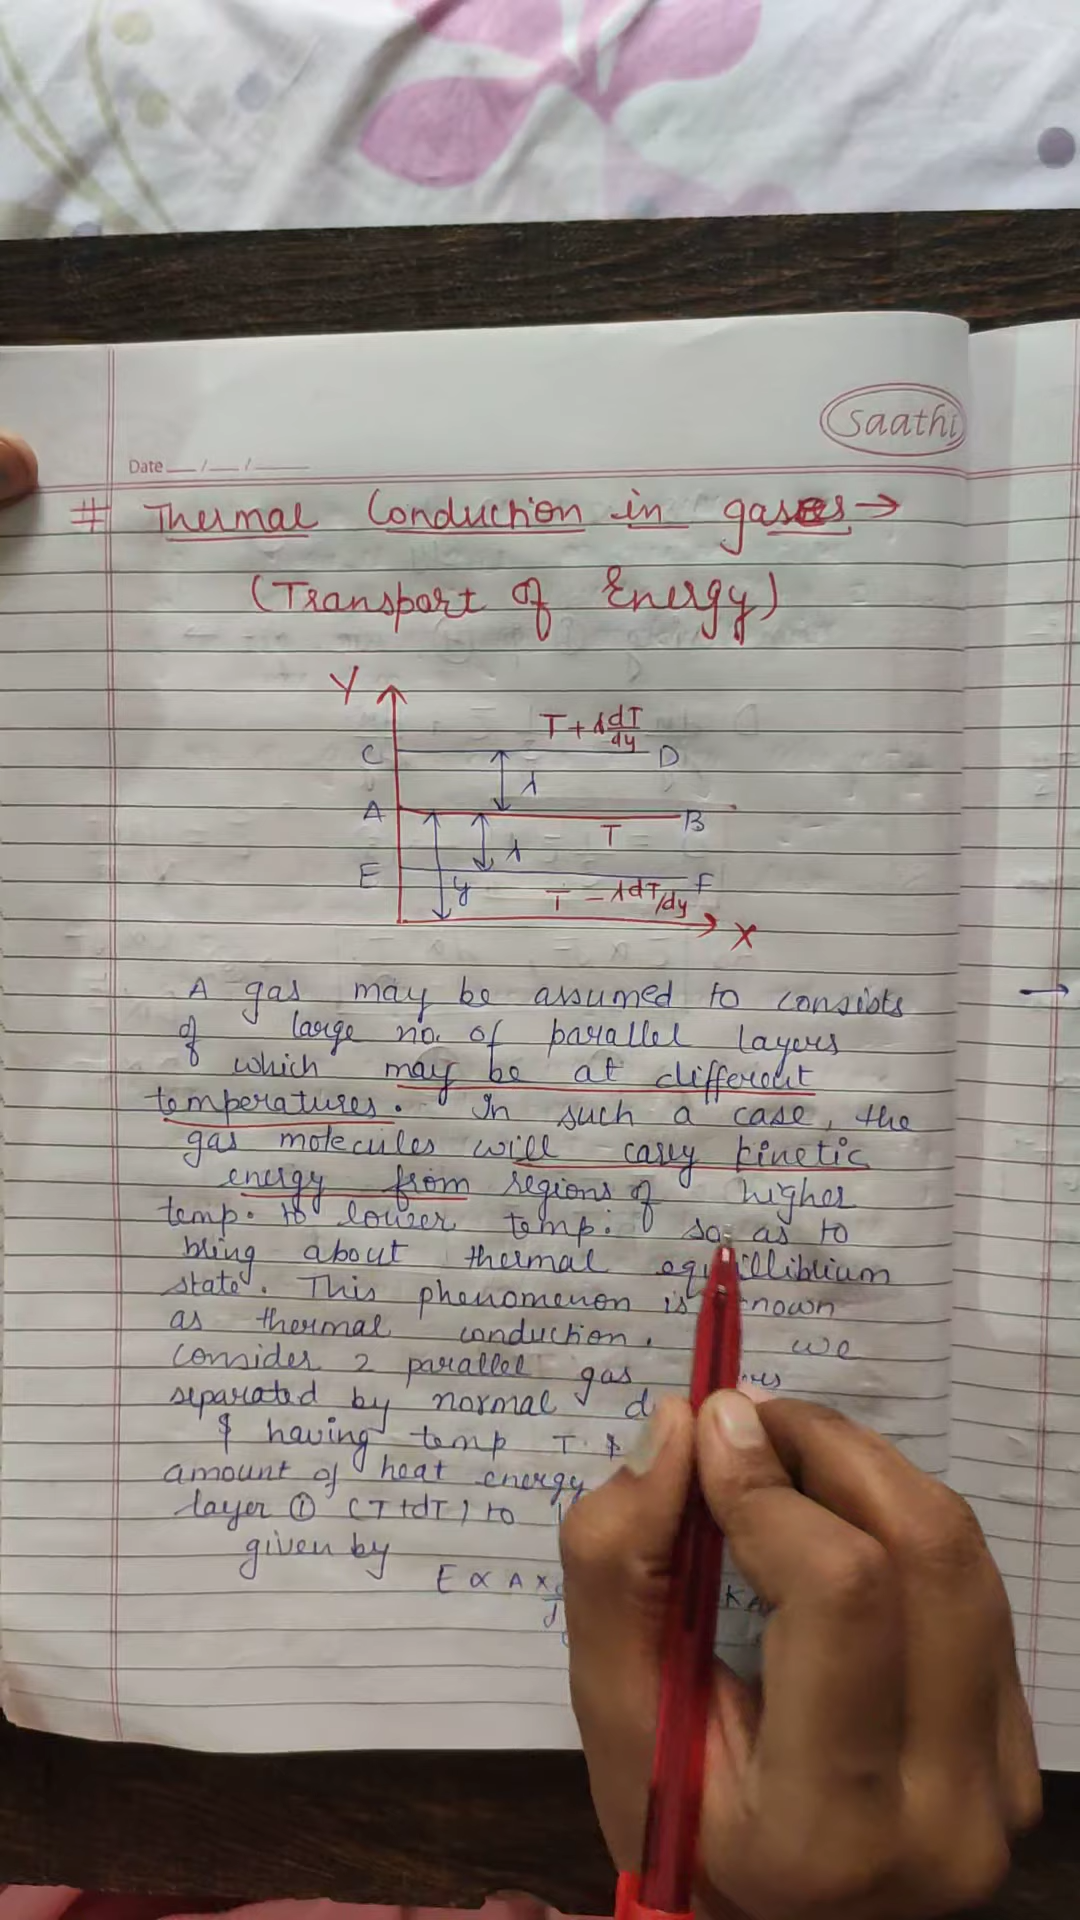 Saathi
Date __/__/____
# Thermal Conduction in gases →
(Transport of Energy)
Y
T + λ dT/dy
C D
λ
A B
T
λ
E F
y
T - λ dT/dy
X
A gas may be assumed to consists
of large no. of parallel layers
which may be at different
temperatures. In such a case, the
gas molecules will carry kinetic
energy from regions of higher
temp. to lower temp. so as to
bring about thermal equillibrium
state. This phenomenon is known
as thermal conduction. we
consider 2 parallel gas
separated by normal
& having temp T. &
amount of heat energy
layer ① (T+dT) to
given by
E ∝ A ×
K A